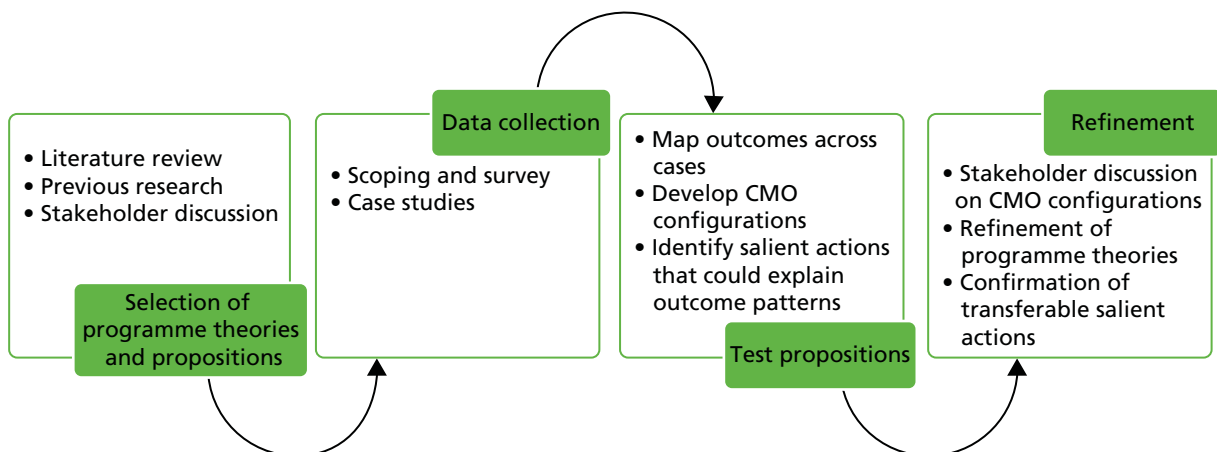 • Literature review
• Previous research
• Stakeholder discussion
Selection of
programme theories
and propositions
Data collection
• Scoping and survey
• Case studies
• Map outcomes across
cases
• Develop CMO
configurations
• Identify salient actions
that could explain
outcome patterns
Test propositions
Refinement
• Stakeholder discussion
on CMO configurations
• Refinement of
programme theories
• Confirmation of
transferable salient
actions